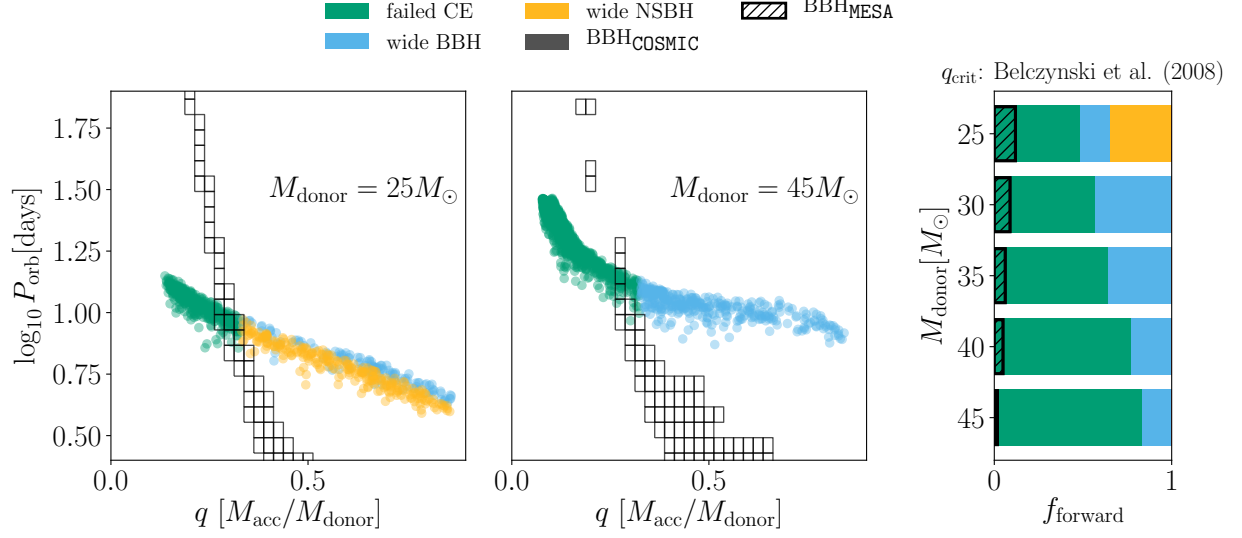 failed CE
wide NSBH
BBH_MESA
wide BBH
BBH_COSMIC
q_crit: Belczynski et al. (2008)
M_donor = 25M_⊙
M_donor = 45M_⊙
log_10 P_orb[days]
1.75
1.50
1.25
1.00
0.75
0.50
0.0
0.5
q [M_acc/M_donor]
0.0
0.5
q [M_acc/M_donor]
M_donor[M_⊙]
25
30
35
40
45
0
1
f_forward